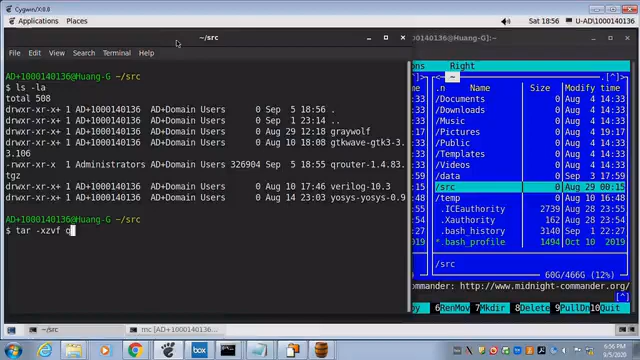 Cygwin/X:0.0
Applications Places Sat 18:56 U-AD\1000140136
~/src
File Edit View Search Terminal Help
AD+1000140136@Huang-G ~/src
$ ls -la
total 508
drwxr-xr-x+ 1 AD+1000140136 AD+Domain Users 0 Sep 5 18:56 .
drwxr-xr-x+ 1 AD+1000140136 AD+Domain Users 0 Sep 1 23:14 ..
drwxr-xr-x+ 1 AD+1000140136 AD+Domain Users 0 Aug 29 12:18 graywolf
drwxr-xr-x+ 1 AD+1000140136 AD+Domain Users 0 Aug 10 18:06 gtkwave-gtk3-3.
3.106
-rwxr-xr-x 1 Administrators AD+Domain Users 326904 Sep 5 18:55 qrouter-1.4.83.
tgz
drwxr-xr-x+ 1 AD+1000140136 AD+Domain Users 0 Aug 10 17:46 verilog-10.3
drwxr-xr-x+ 1 AD+1000140136 AD+Domain Users 0 Aug 14 23:03 yosys-yosys-0.9
AD+1000140136@Huang-G ~/src
$ tar -xzvf q
[AD+1000140136@Huang-G]:~/src
Right
~ .[^]
.n Name Size Modify time
/Documents 0 Aug 4 14:33
/Downloads 0 Aug 4 14:33
/Music 0 Aug 4 14:33
/Pictures 0 Aug 4 14:33
/Public 0 Aug 4 14:33
/Templates 0 Aug 4 14:33
/Videos 0 Aug 4 14:33
/data 0 Sep 3 17:59
/src 0 Aug 29 00:15
/temp 0 Aug 10 16:48
.ICEauthority 2739 Aug 28
.Xauthority 162 Aug 28
.bash_history 3140 Sep 1 22:47
*.bash_profile 1494 Oct 10 2019
/src
60G/466G (12%)
commander: http://www.midnight-commander.org/
[^]
6RenMov 7Mkdir 8Delete 9PullDn 10Quit
~/src
mc [AD+1000140136...
box
6:56 PM
9/5/2020